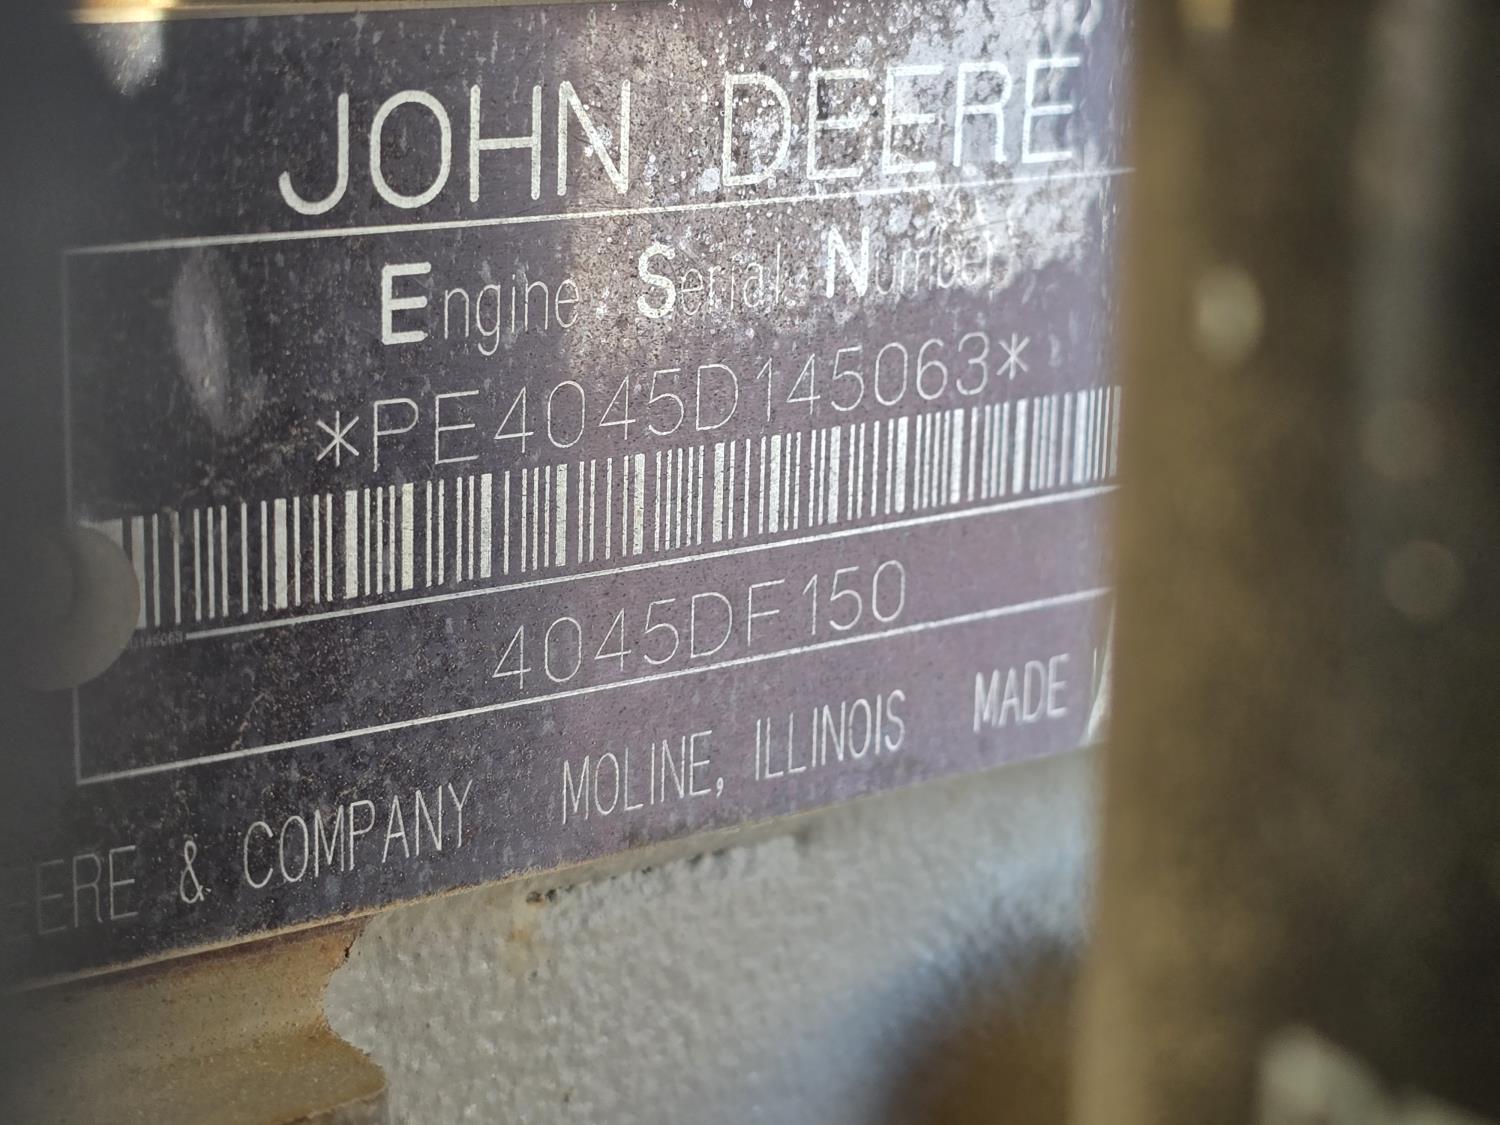 JOHN DEERE
Engine Serial Number
*PE4045D145063*
4045DF150
EERE & COMPANY MOLINE, ILLINOIS MADE